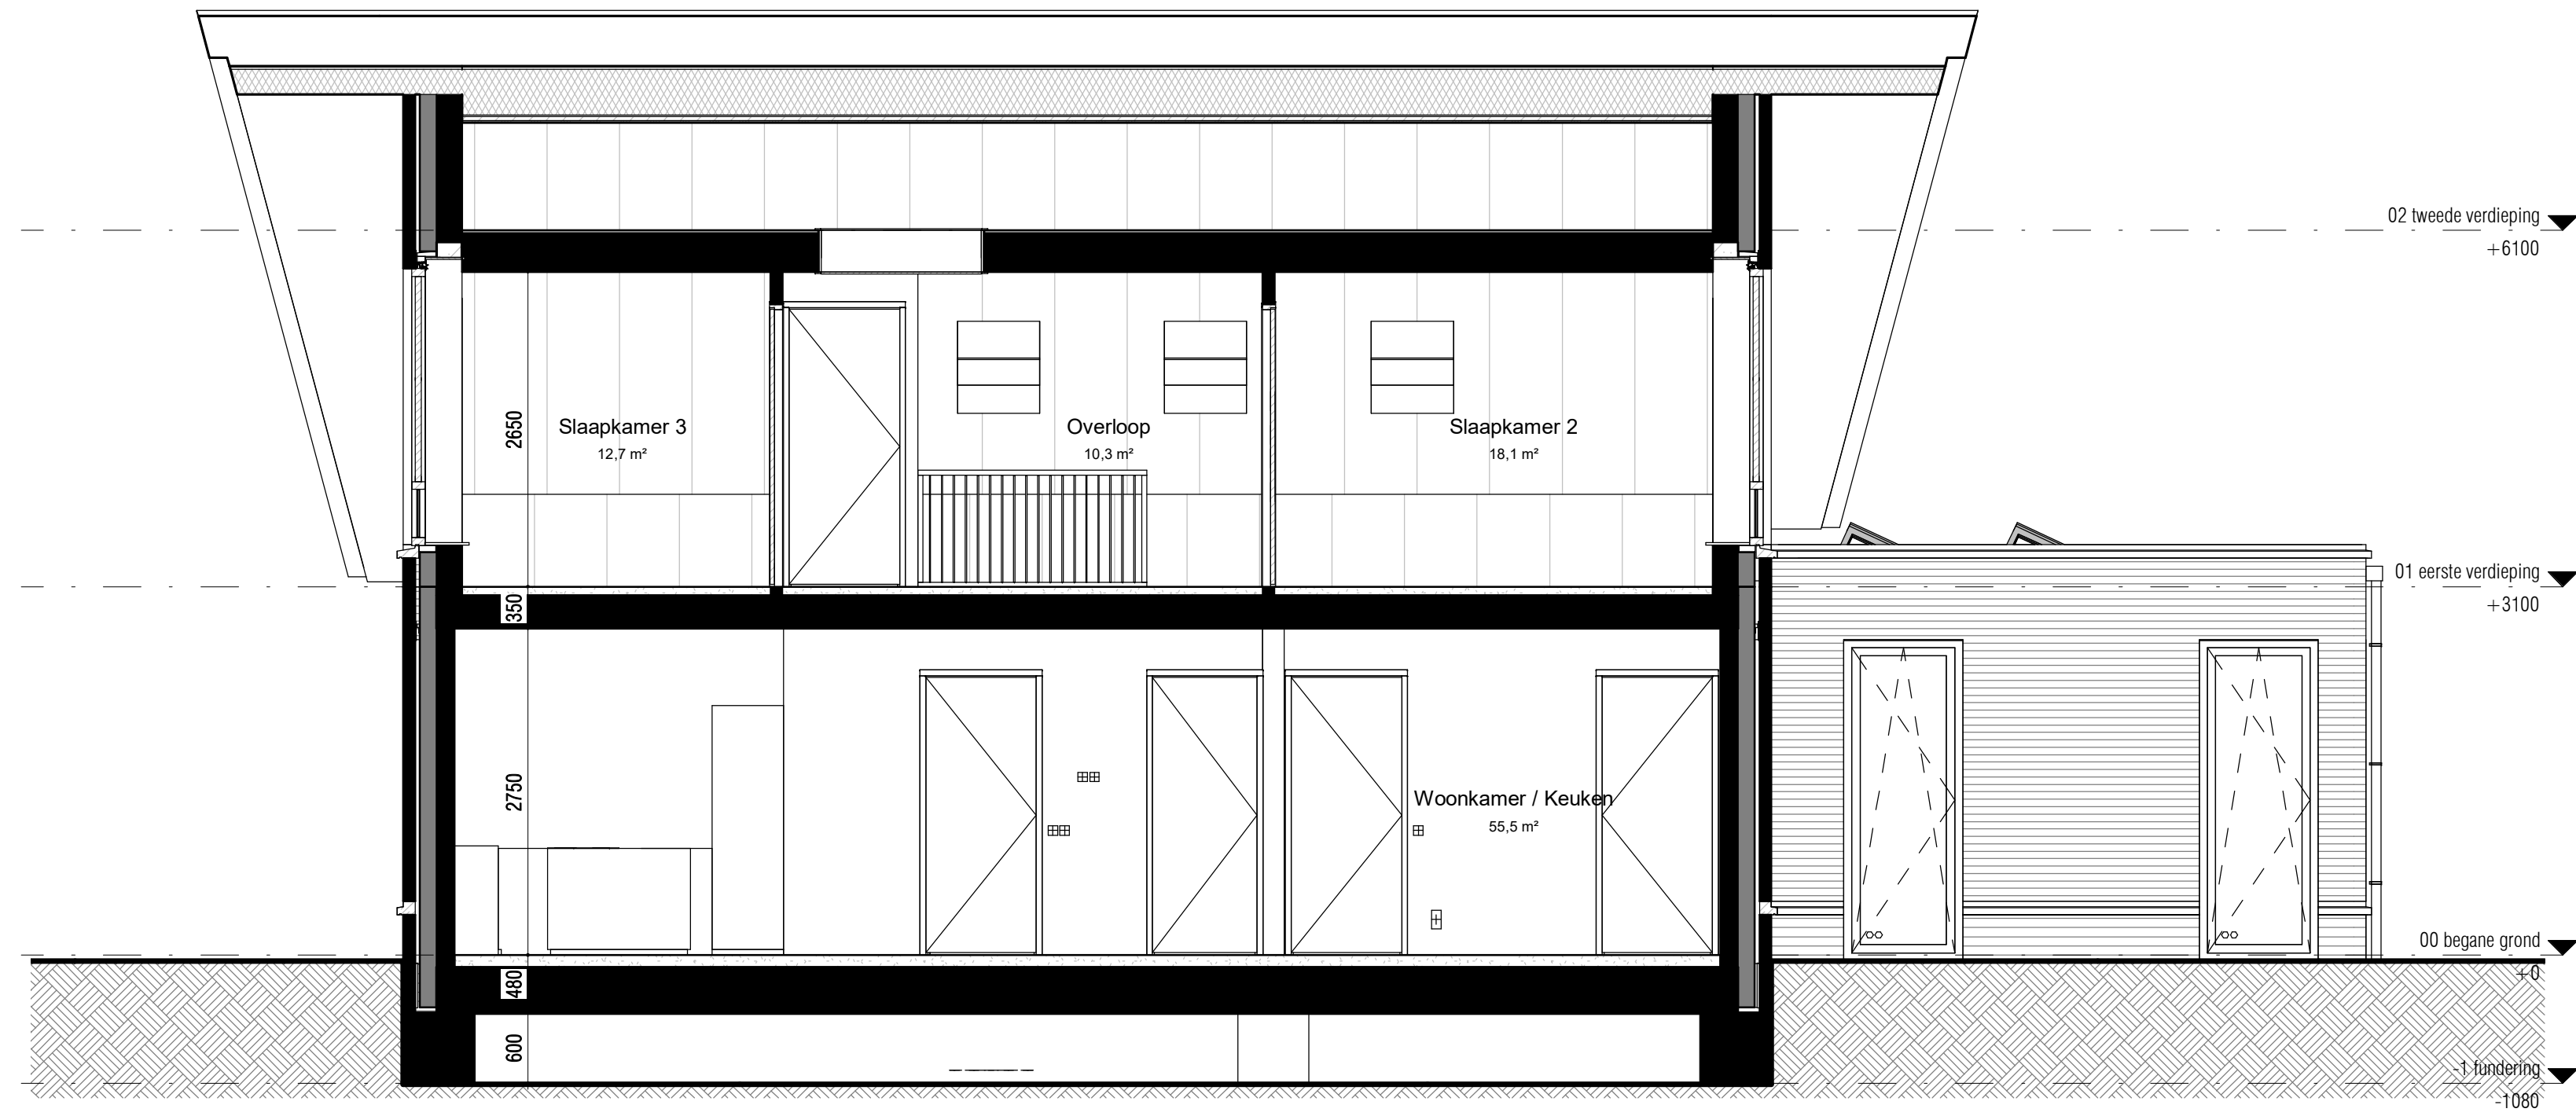 02 tweede verdieping
+6100
2650
Slaapkamer 3
12,7 m²
Overloop
10,3 m²
Slaapkamer 2
18,1 m²
01 eerste verdieping
+3100
350
2750
Woonkamer / Keuken
55,5 m²
00 begane grond
+0
480
600
-1 fundering
-1080